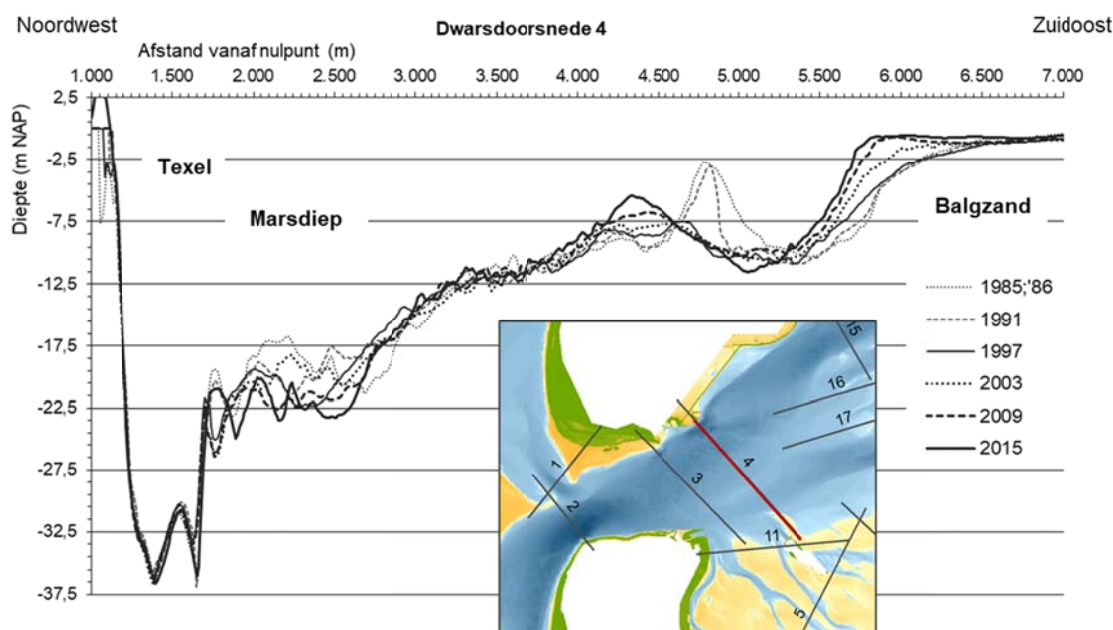 Noordwest
Dwarsdoorsnede 4
Zuidoost
Afstand vanaf nulpunt (m)
1.000 1.500 2.000 2.500 3.000 3.500 4.000 4.500 5.000 5.500 6.000 6.500 7.000
Diepte (m NAP)
2,5
-2,5
-7,5
-12,5
-17,5
-22,5
-27,5
-32,5
-37,5
Texel
Marsdiep
Balgzand
1985;'86
1991
1997
2003
2009
2015
15
16
17
1
2
3
4
11
5